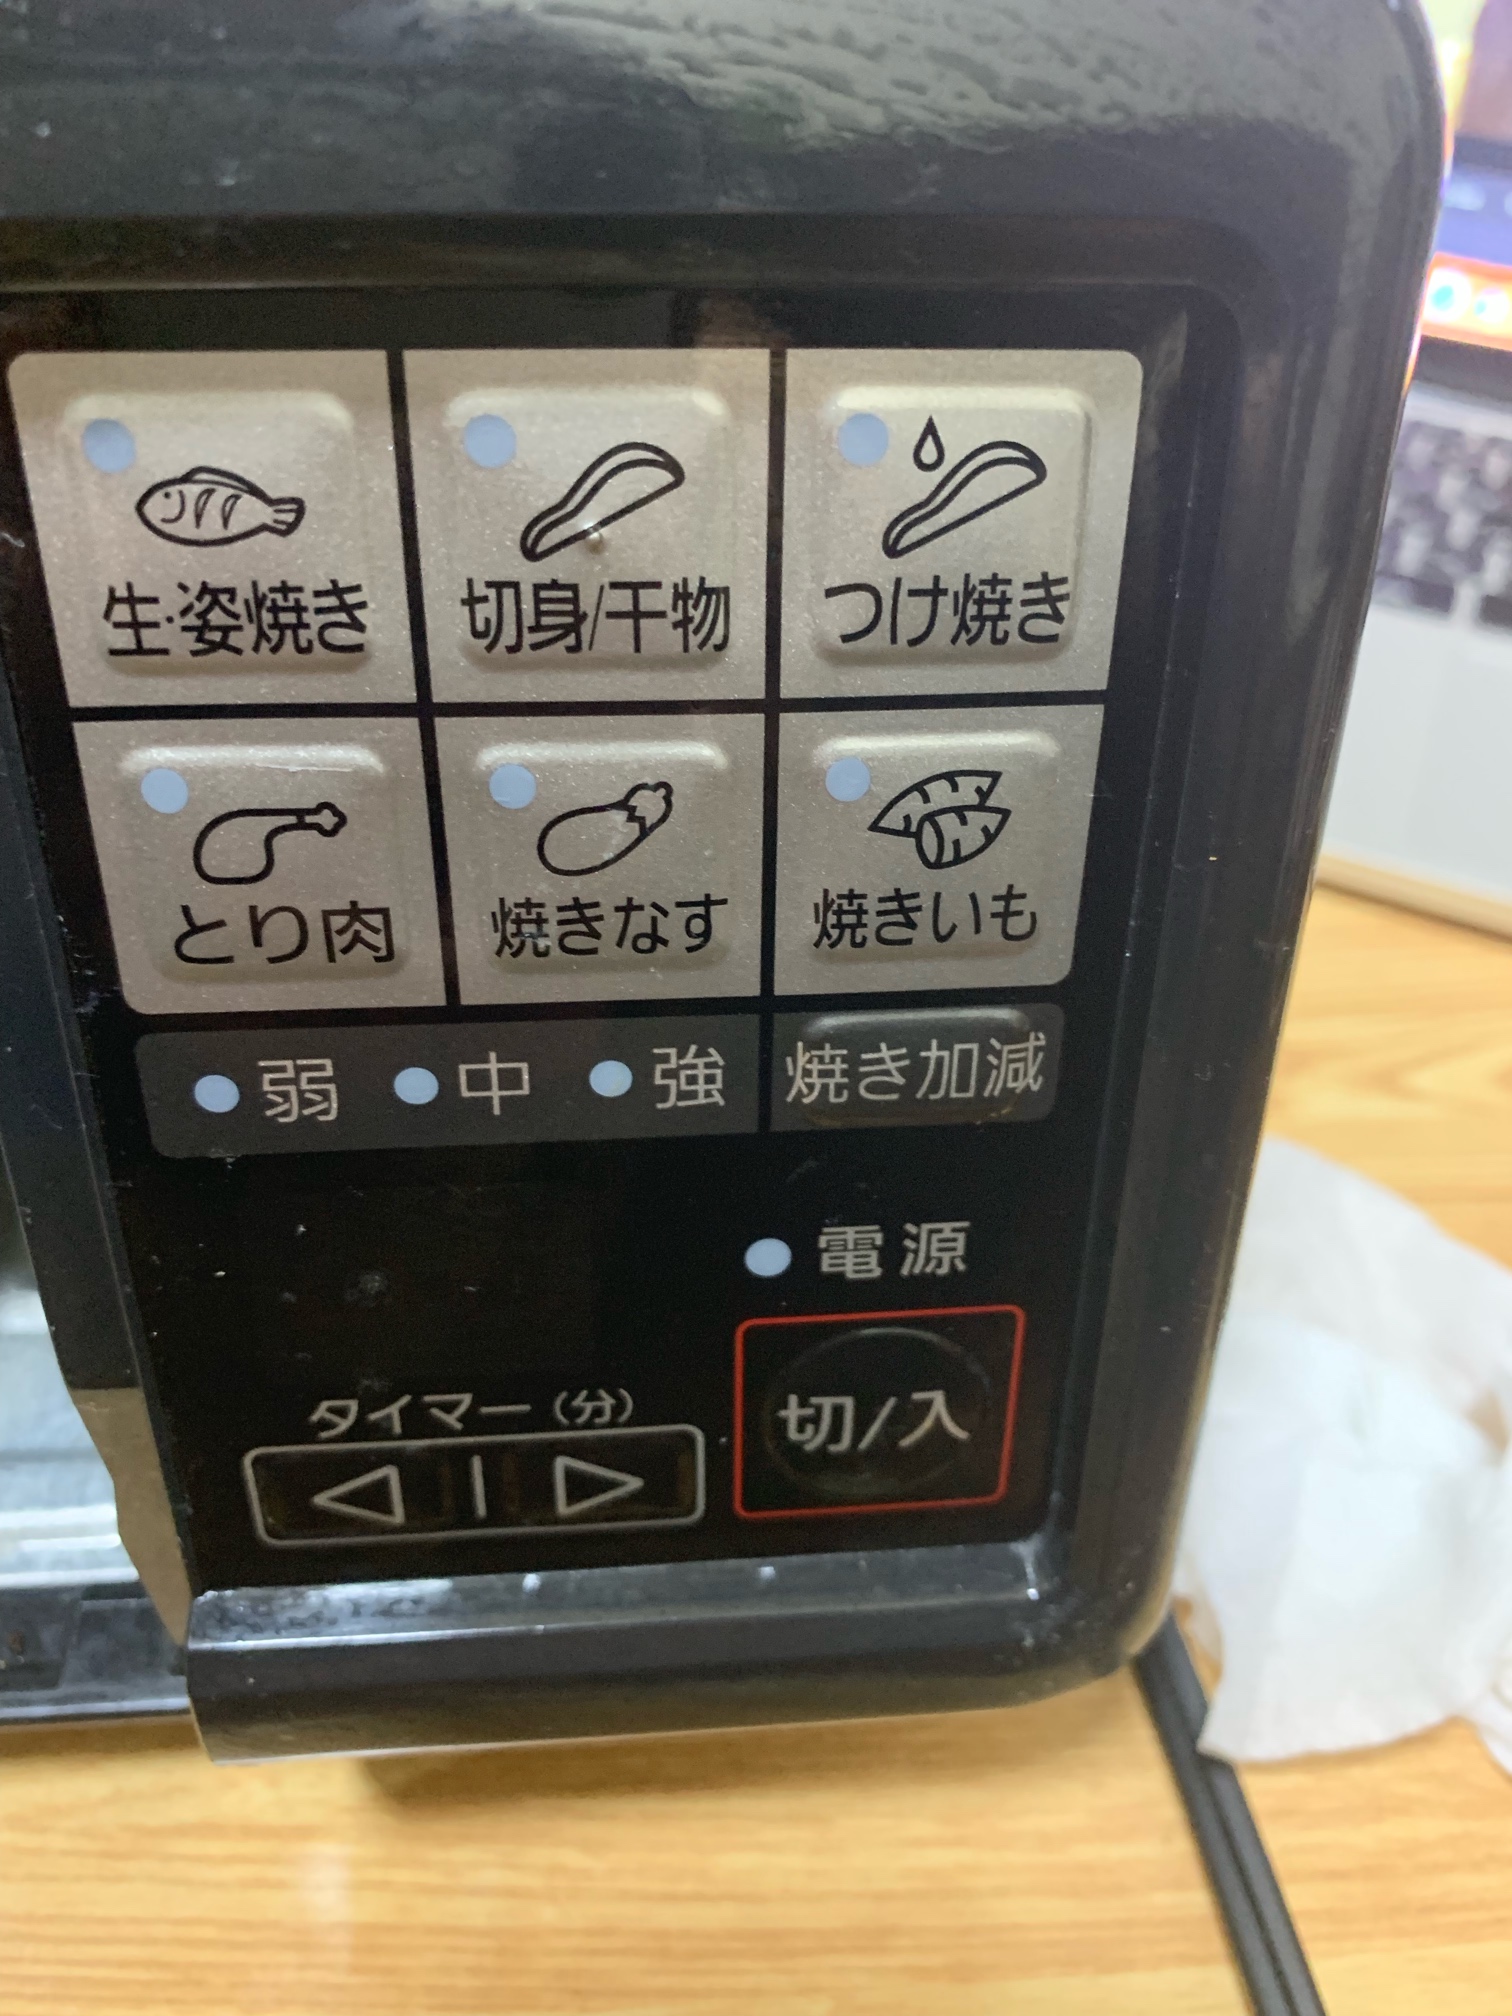 生・姿焼き 切身/干物 つけ焼き
とり肉 焼きなす 焼きいも
弱 中 強 焼き加減
電源
切/入
タイマー(分)